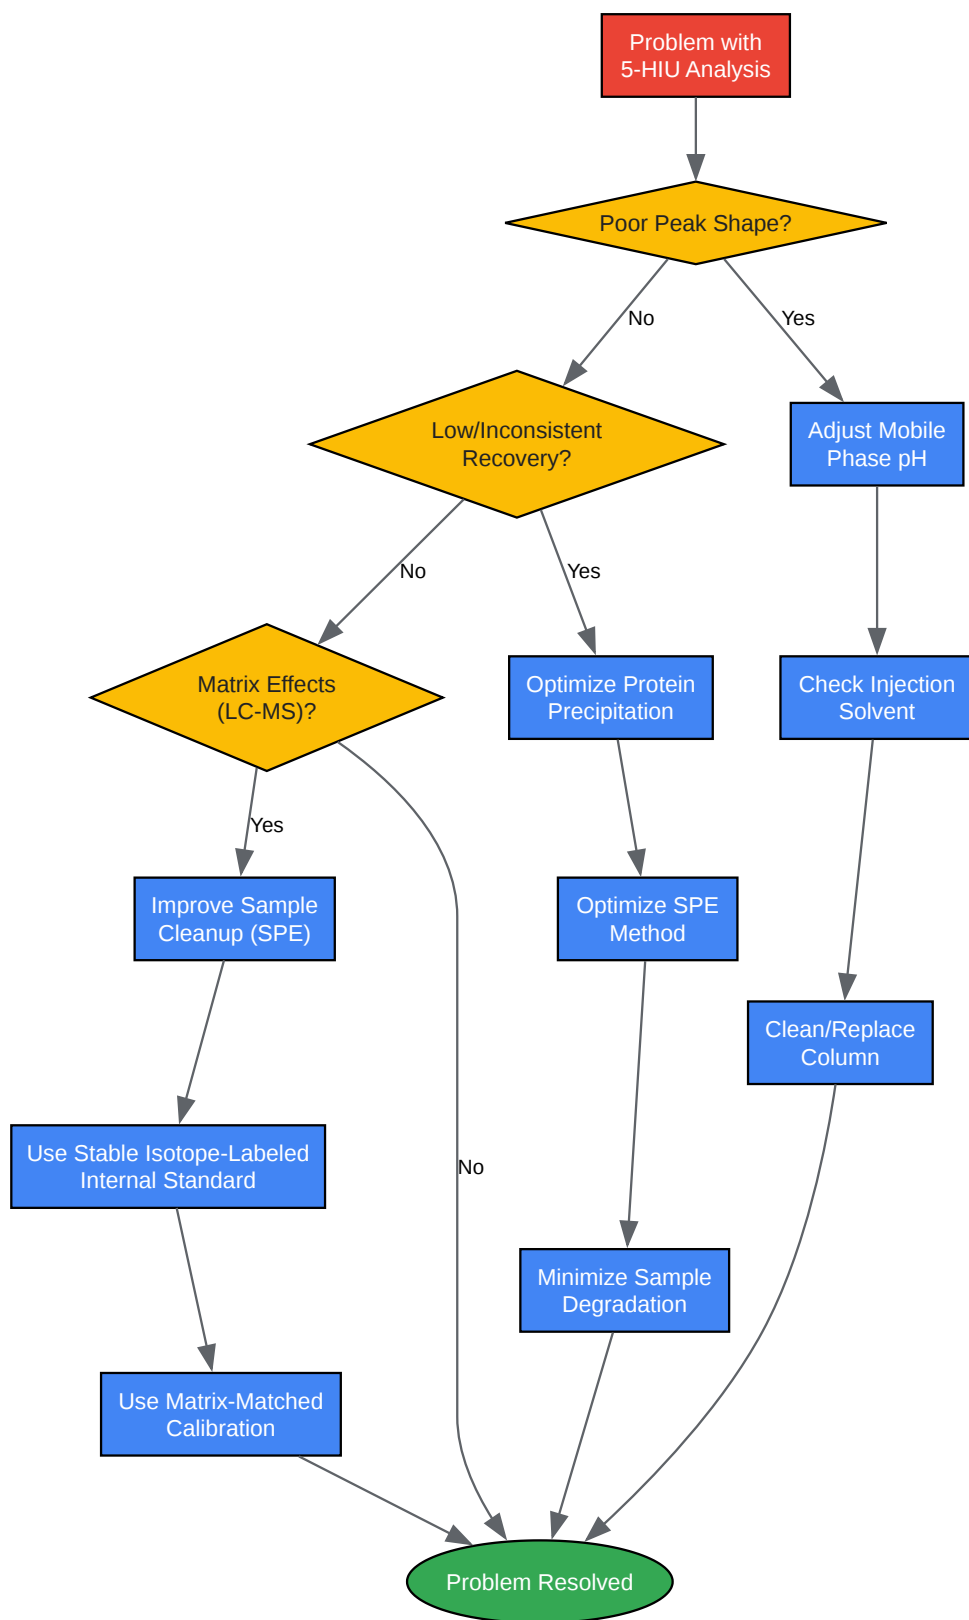 Problem with
5-HIU Analysis
Poor Peak Shape?
No
Yes
Low/Inconsistent
Recovery?
Adjust Mobile
Phase pH
No
Yes
Matrix Effects
(LC-MS)?
Optimize Protein
Precipitation
Check Injection
Solvent
Yes
Improve Sample
Cleanup (SPE)
Optimize SPE
Method
Clean/Replace
Column
Use Stable Isotope-Labeled
Internal Standard
No
Minimize Sample
Degradation
Use Matrix-Matched
Calibration
Problem Resolved